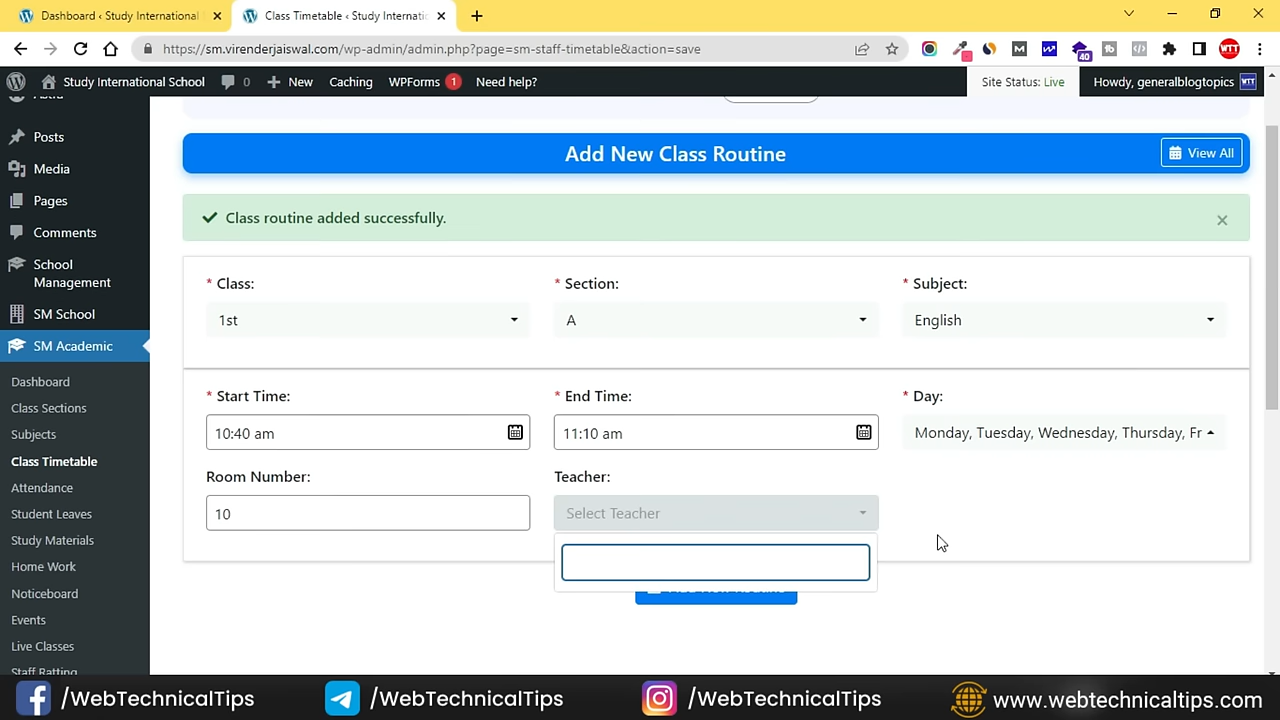 Dashboard ‹ Study International
Class Timetable ‹ Study Internatio
https://sm.virenderjaiswal.com/wp-admin/admin.php?page=sm-staff-timetable&action=save
40
WTT
Study International School
0
New
Caching
WPForms 1
Need help?
Site Status: Live
Howdy, generalblogtopics
Posts
Media
Pages
Comments
School
Management
SM School
SM Academic
Dashboard
Class Sections
Subjects
Class Timetable
Attendance
Student Leaves
Study Materials
Home Work
Noticeboard
Events
Live Classes
Staff Ratting
Add New Class Routine
View All
Class routine added successfully.
* Class:
* Section:
* Subject:
1st
A
English
* Start Time:
* End Time:
* Day:
10:40 am
11:10 am
Monday, Tuesday, Wednesday, Thursday, Fr
Room Number:
Teacher:
10
Select Teacher
/WebTechnicalTips
/WebTechnicalTips
/WebTechnicalTips
www.webtechnicaltips.com